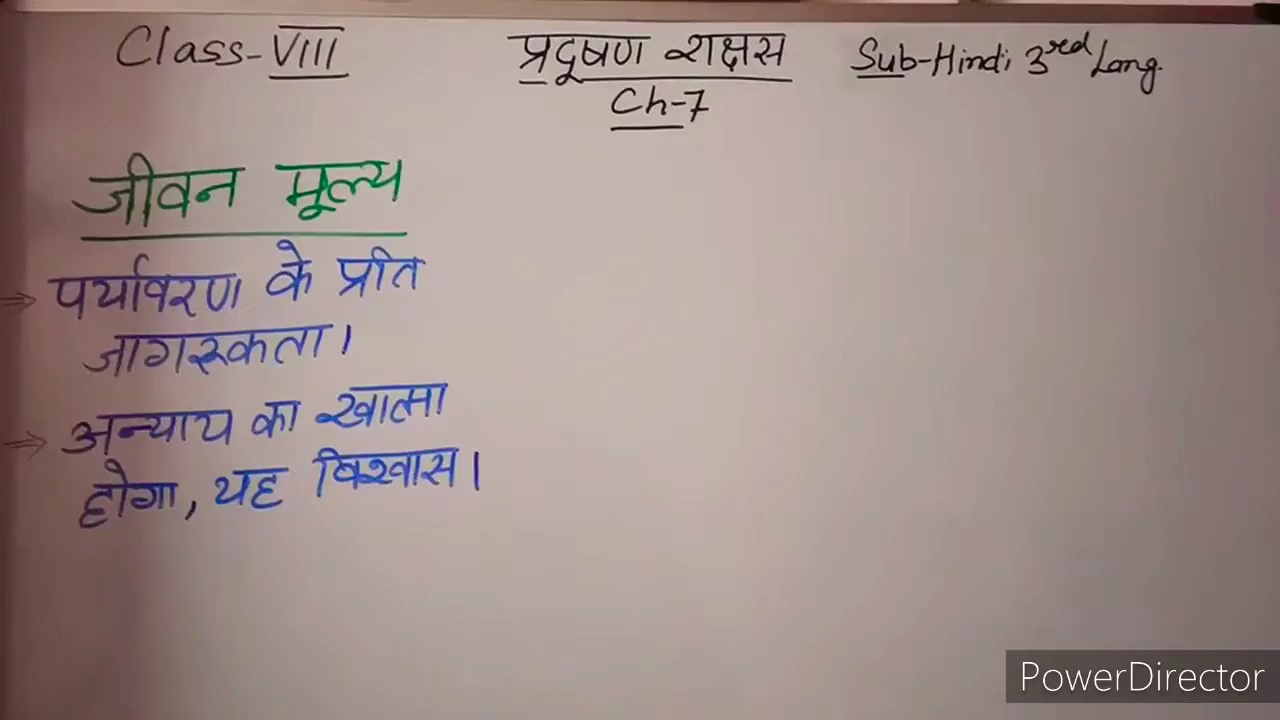 Class-VIII
प्रदूषण राक्षस
Sub-Hindi 3red Lang.
Ch-7
जीवन मूल्य
⇒ पर्यावरण के प्रति
जागरूकता।
⇒ अन्याय का खात्मा
होगा, यह विश्वास।
PowerDirector